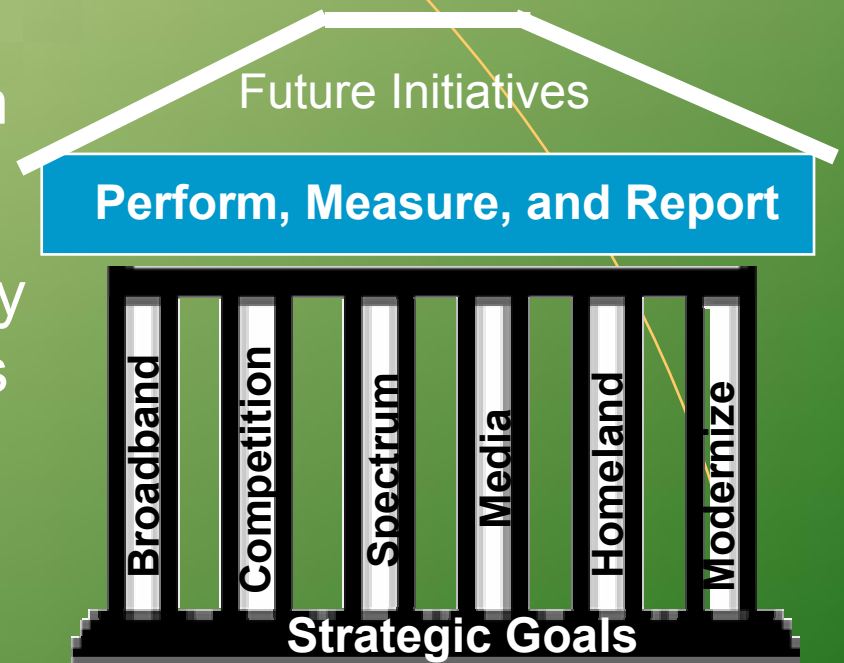 Future Initiatives
Perform, Measure, and Report
Broadband
Competition
Spectrum
Media
Homeland
Modernize
Strategic Goals